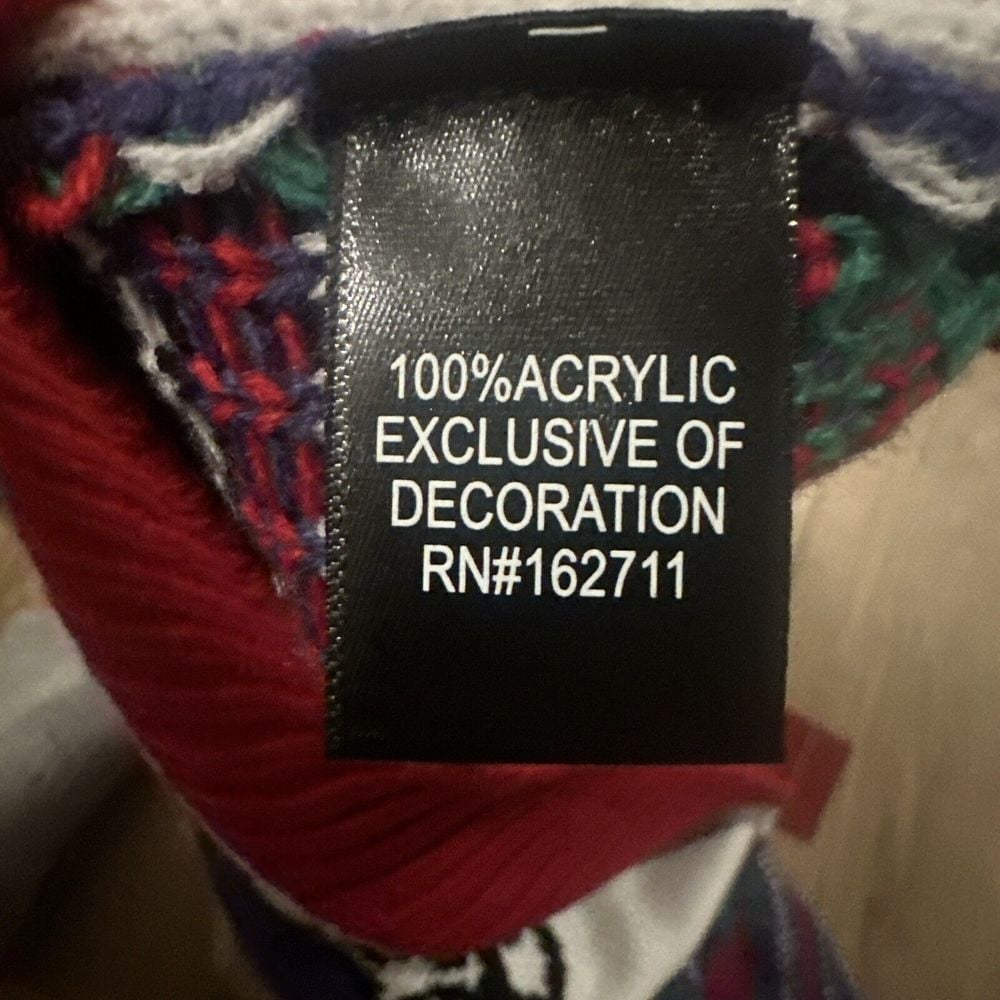 100%ACRYLIC
EXCLUSIVE OF
DECORATION
RN#162711